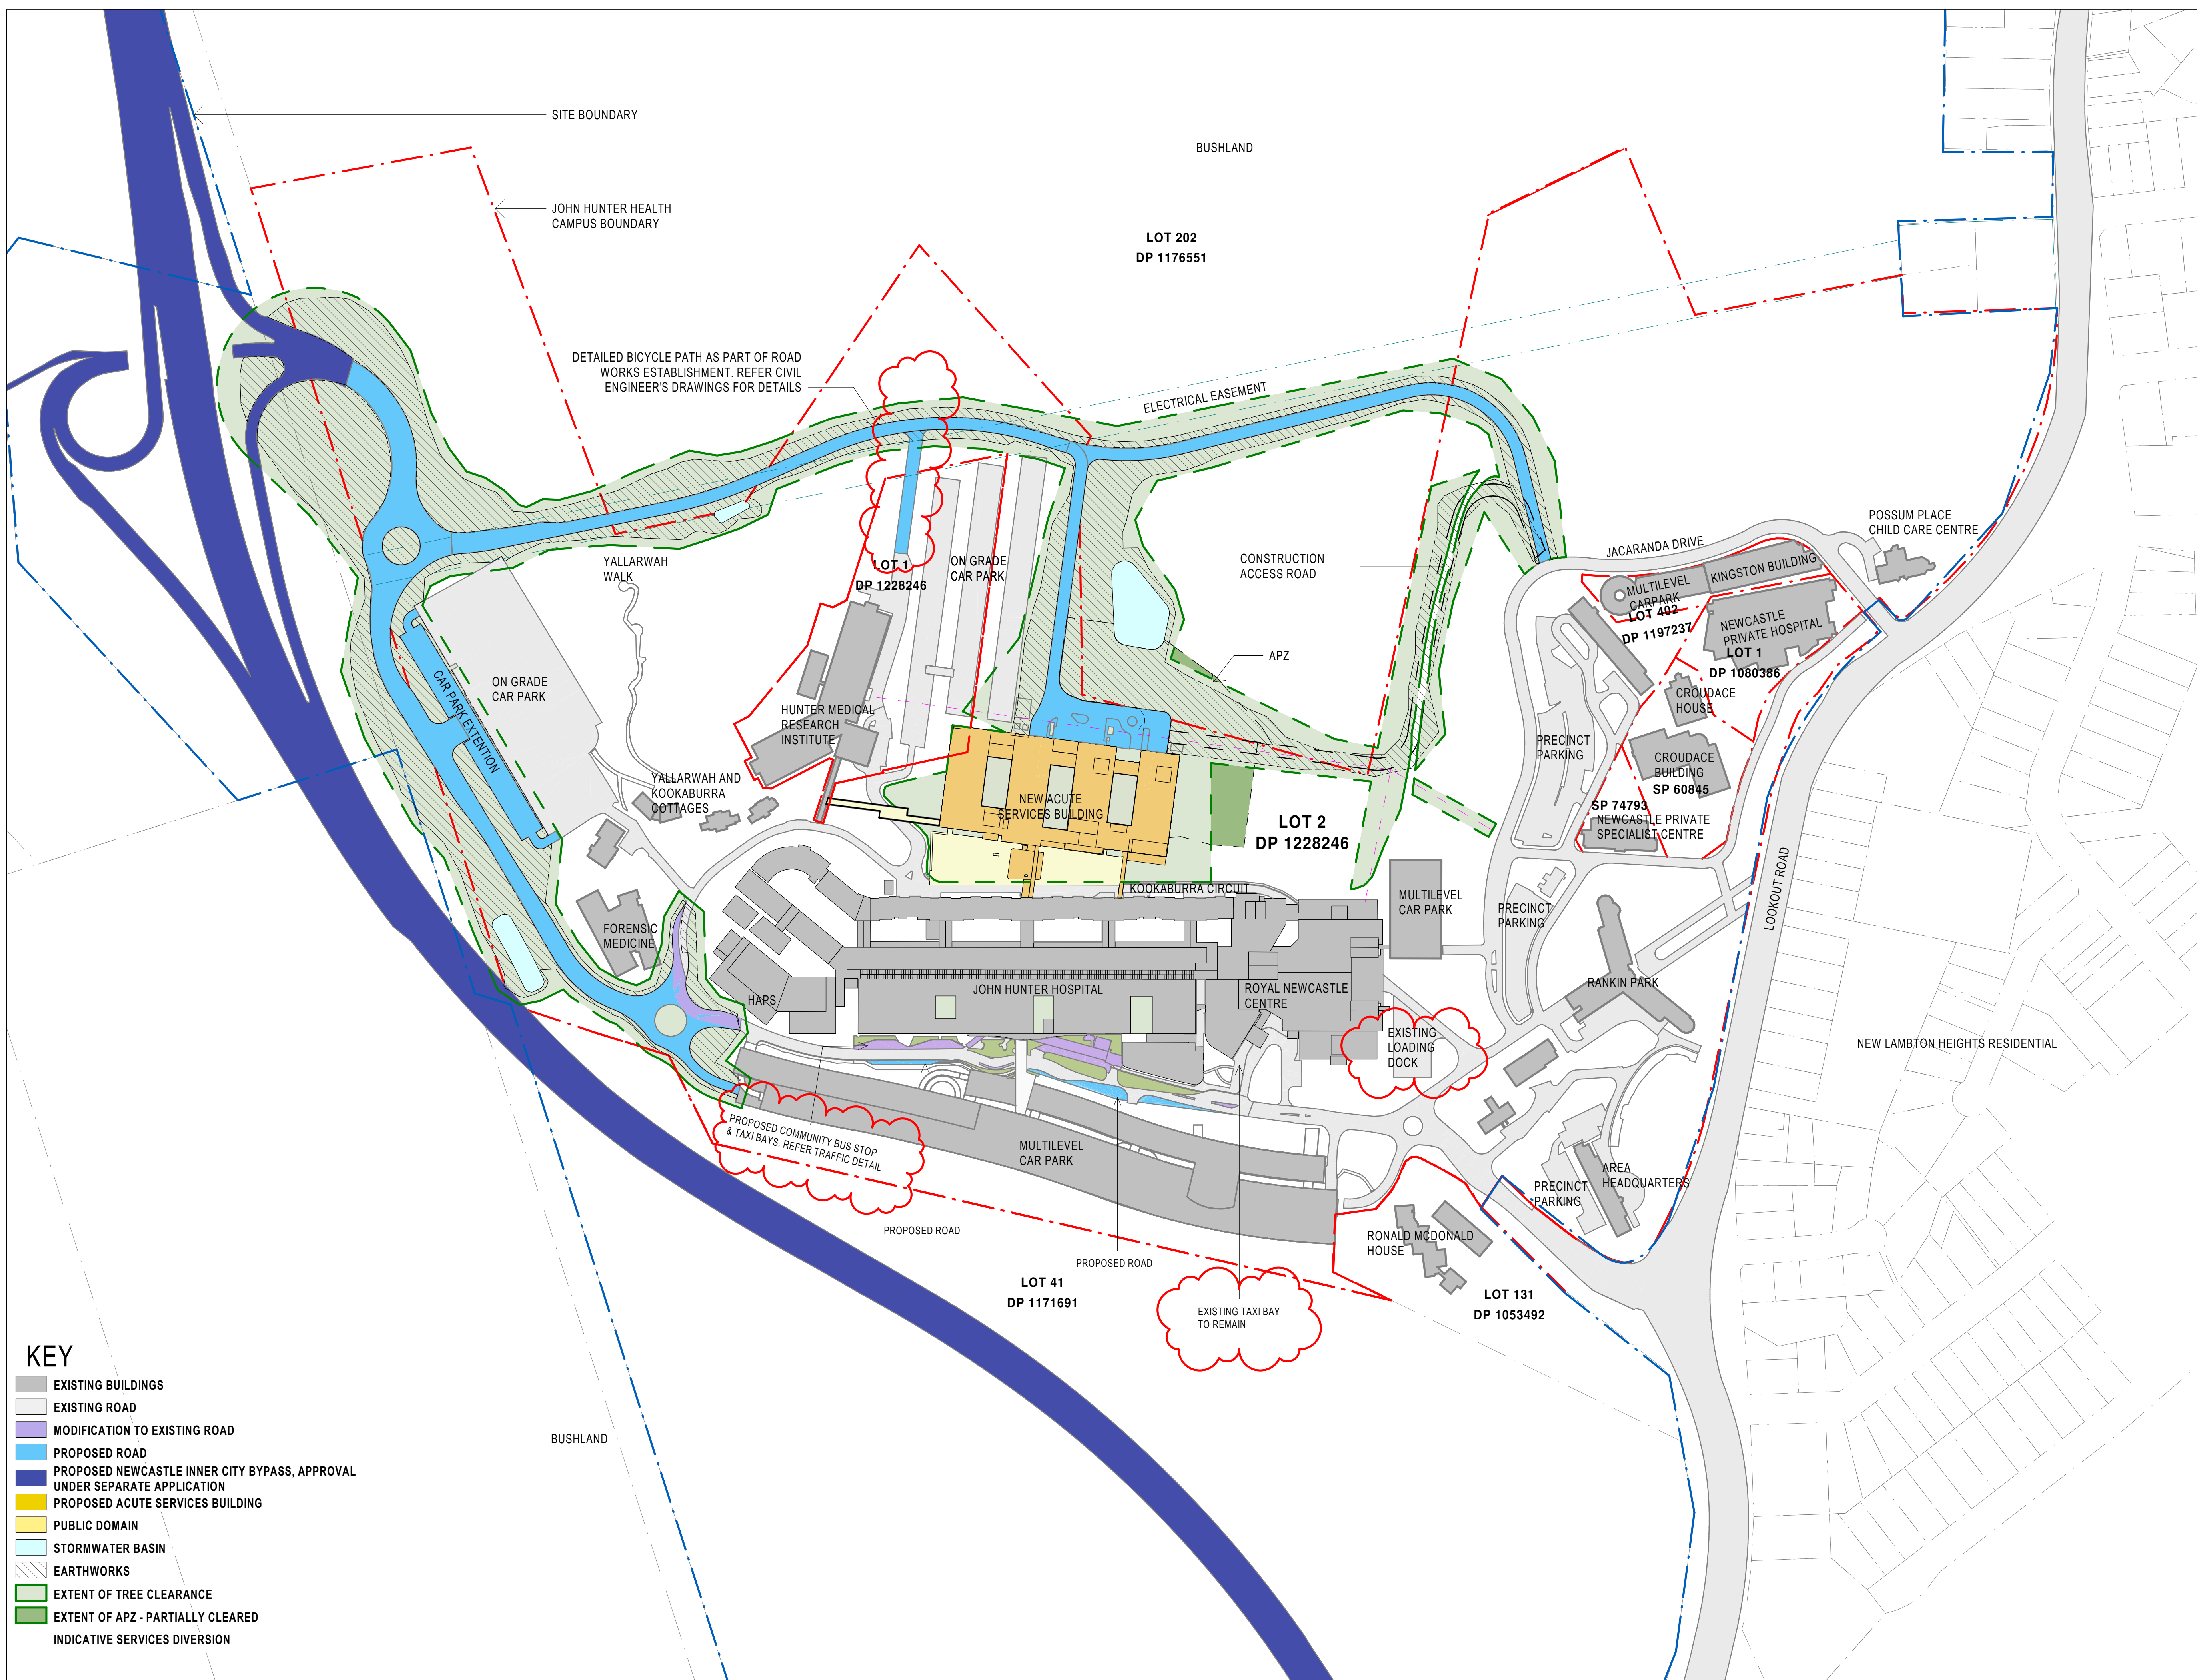 SITE BOUNDARY
BUSHLAND
JOHN HUNTER HEALTH
CAMPUS BOUNDARY
LOT 202
DP 1176551
DETAILED BICYCLE PATH AS PART OF ROAD
WORKS ESTABLISHMENT. REFER CIVIL
ENGINEER'S DRAWINGS FOR DETAILS
ELECTRICAL EASEMENT
POSSUM PLACE
CHILD CARE CENTRE
JACARANDA DRIVE
YALLARWAH
WALK
LOT 1
DP 1228246
ON GRADE
CAR PARK
CONSTRUCTION
ACCESS ROAD
MULTILEVEL
CARPARK
KINGSTON BUILDING
LOT 402
DP 1197237
NEWCASTLE
PRIVATE HOSPITAL
LOT 1
DP 1080386
APZ
ON GRADE
CAR PARK
CAR PARK EXTENTION
CROUDACE
HOUSE
HUNTER MEDICAL
RESEARCH
INSTITUTE
PRECINCT
PARKING
CROUDACE
BUILDING
SP 60845
YALLARWAH AND
KOOKABURRA
COTTAGES
NEW ACUTE
SERVICES BUILDING
SP 74793
NEWCASTLE PRIVATE
SPECIALIST CENTRE
LOT 2
DP 1228246
LOOKOUT ROAD
KOOKABURRA CIRCUIT
MULTILEVEL
CAR PARK
PRECINCT
PARKING
FORENSIC
MEDICINE
RANKIN PARK
HAPS
JOHN HUNTER HOSPITAL
ROYAL NEWCASTLE
CENTRE
EXISTING
LOADING
DOCK
NEW LAMBTON HEIGHTS RESIDENTIAL
PROPOSED COMMUNITY BUS STOP
& TAXI BAYS. REFER TRAFFIC DETAIL
MULTILEVEL
CAR PARK
AREA
HEADQUARTERS
PRECINCT
PARKING
PROPOSED ROAD
RONALD MCDONALD
HOUSE
PROPOSED ROAD
LOT 41
DP 1171691
LOT 131
DP 1053492
EXISTING TAXI BAY
TO REMAIN
BUSHLAND
KEY
EXISTING BUILDINGS
EXISTING ROAD
MODIFICATION TO EXISTING ROAD
PROPOSED ROAD
PROPOSED NEWCASTLE INNER CITY BYPASS, APPROVAL
UNDER SEPARATE APPLICATION
PROPOSED ACUTE SERVICES BUILDING
PUBLIC DOMAIN
STORMWATER BASIN
EARTHWORKS
EXTENT OF TREE CLEARANCE
EXTENT OF APZ - PARTIALLY CLEARED
INDICATIVE SERVICES DIVERSION